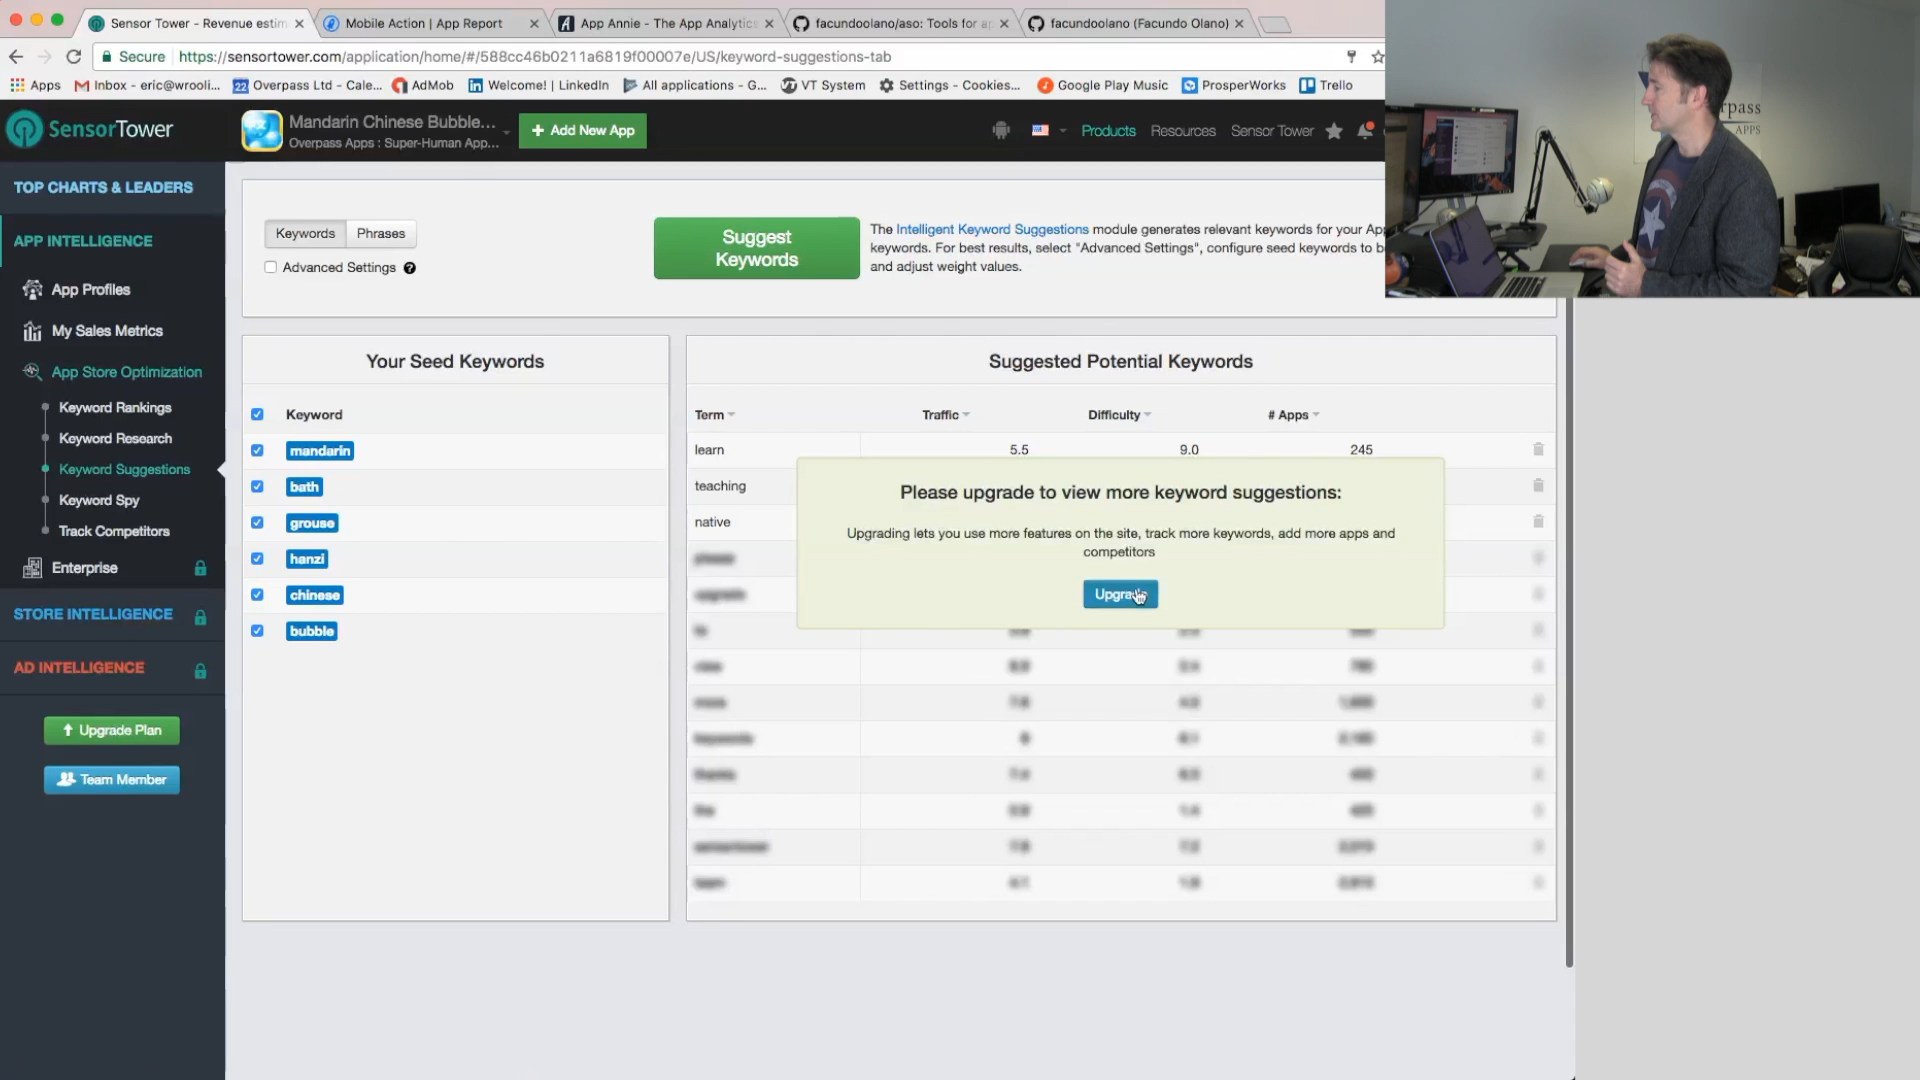 Sensor Tower - Revenue estim
Mobile Action | App Report
App Annie - The App Analytics
facundoolano/aso: Tools for ap
facundoolano (Facundo Olano)
Secure
https://sensortower.com/application/home/#/588cc46b0211a6819f00007e/US/keyword-suggestions-tab
Apps
Inbox - eric@wrooli...
22
Overpass Ltd - Cale...
AdMob
Welcome! | LinkedIn
All applications - G...
VT System
Settings - Cookies...
Google Play Music
ProsperWorks
Trello
SensorTower
Mandarin Chinese Bubble...
Overpass Apps : Super-Human App...
+ Add New App
Products
Resources
Sensor Tower
TOP CHARTS & LEADERS
APP INTELLIGENCE
App Profiles
My Sales Metrics
App Store Optimization
Keyword Rankings
Keyword Research
Keyword Suggestions
Keyword Spy
Track Competitors
Enterprise
STORE INTELLIGENCE
AD INTELLIGENCE
Upgrade Plan
Team Member
Keywords
Phrases
Advanced Settings ?
Suggest
Keywords
The Intelligent Keyword Suggestions module generates relevant keywords for your App
keywords. For best results, select "Advanced Settings", configure seed keywords to b
and adjust weight values.
Your Seed Keywords
Keyword
mandarin
bath
grouse
hanzi
chinese
bubble
Suggested Potential Keywords
Term Traffic Difficulty # Apps
learn 5.5 9.0 245
teaching
native
Please upgrade to view more keyword suggestions:
Upgrading lets you use more features on the site, track more keywords, add more apps and
competitors
Upgrade
pass
APPS